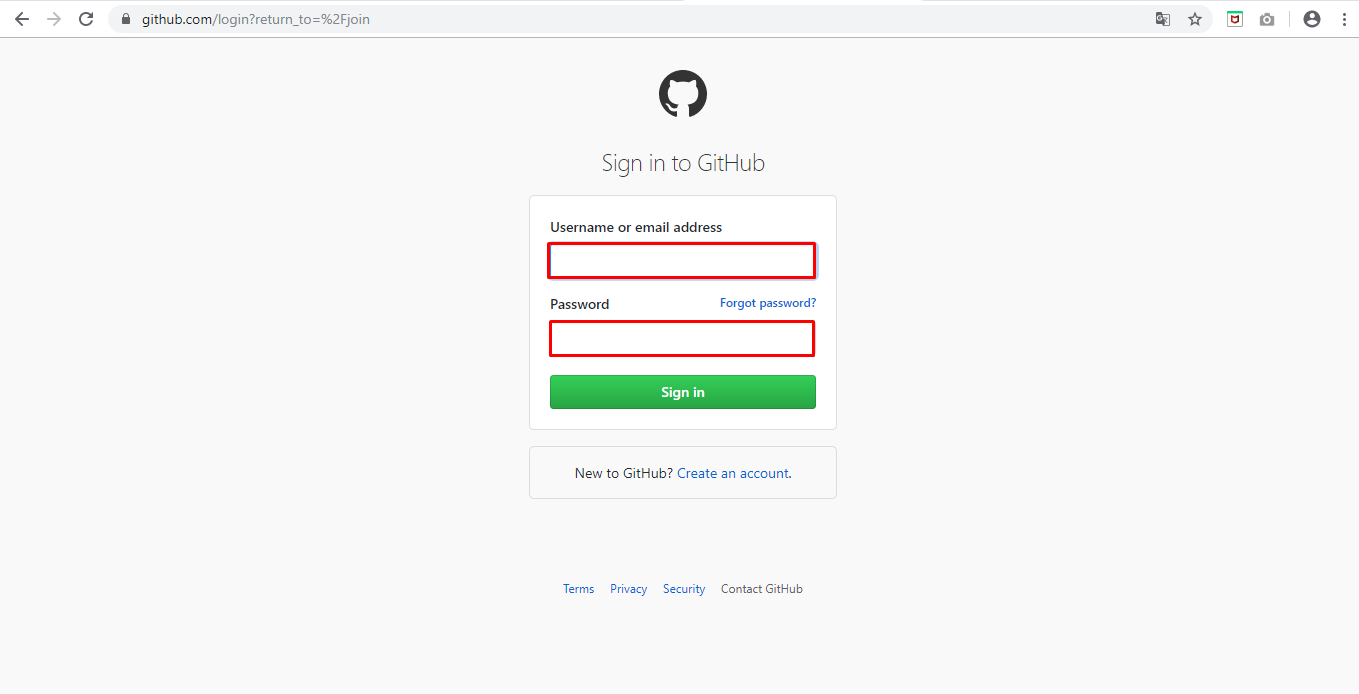 github.com/login?return_to=%2Fjoin
Sign in to GitHub
Username or email address
Password Forgot password?
Sign in
New to GitHub? Create an account.
Terms Privacy Security Contact GitHub